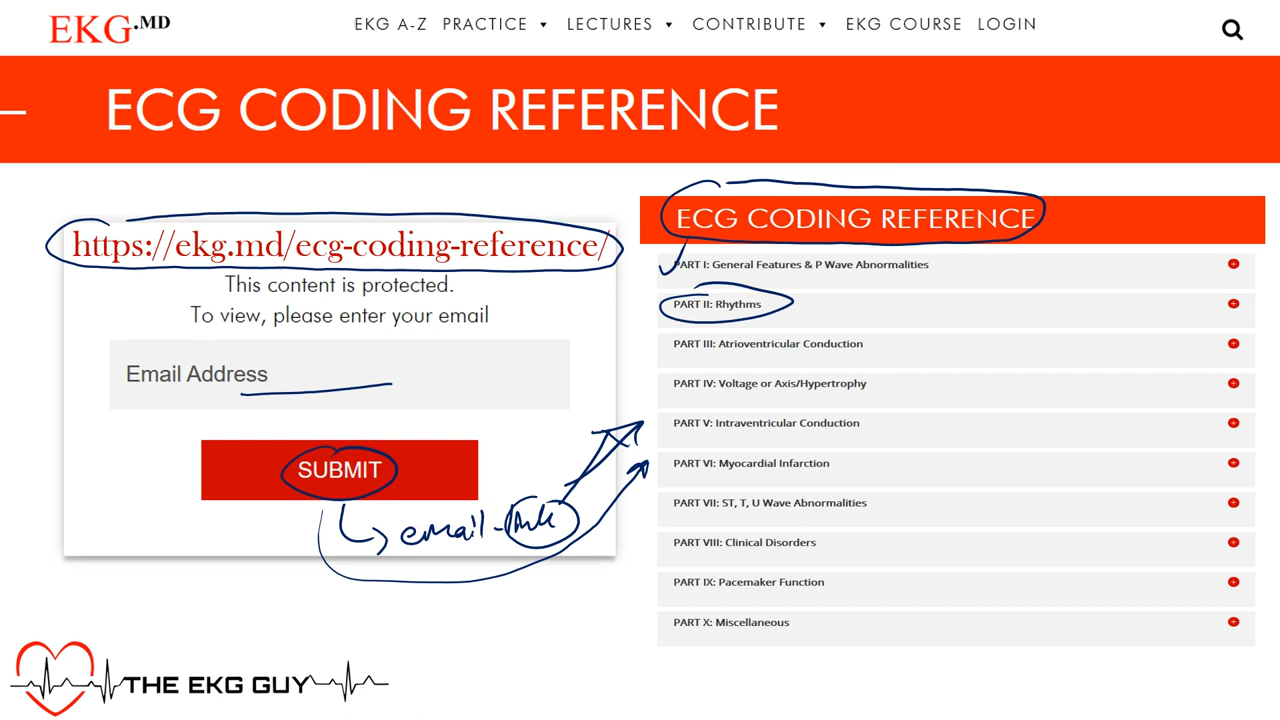 EKG.MD
EKG A-Z PRACTICE LECTURES CONTRIBUTE EKG COURSE LOGIN
ECG CODING REFERENCE
https://ekg.md/ecg-coding-reference/
This content is protected.
To view, please enter your email
Email Address
SUBMIT
email - link
ECG CODING REFERENCE
PART I: General Features & P Wave Abnormalities
PART II: Rhythms
PART III: Atrioventricular Conduction
PART IV: Voltage or Axis/Hypertrophy
PART V: Intraventricular Conduction
PART VI: Myocardial Infarction
PART VII: ST, T, U Wave Abnormalities
PART VIII: Clinical Disorders
PART IX: Pacemaker Function
PART X: Miscellaneous
THE EKG GUY